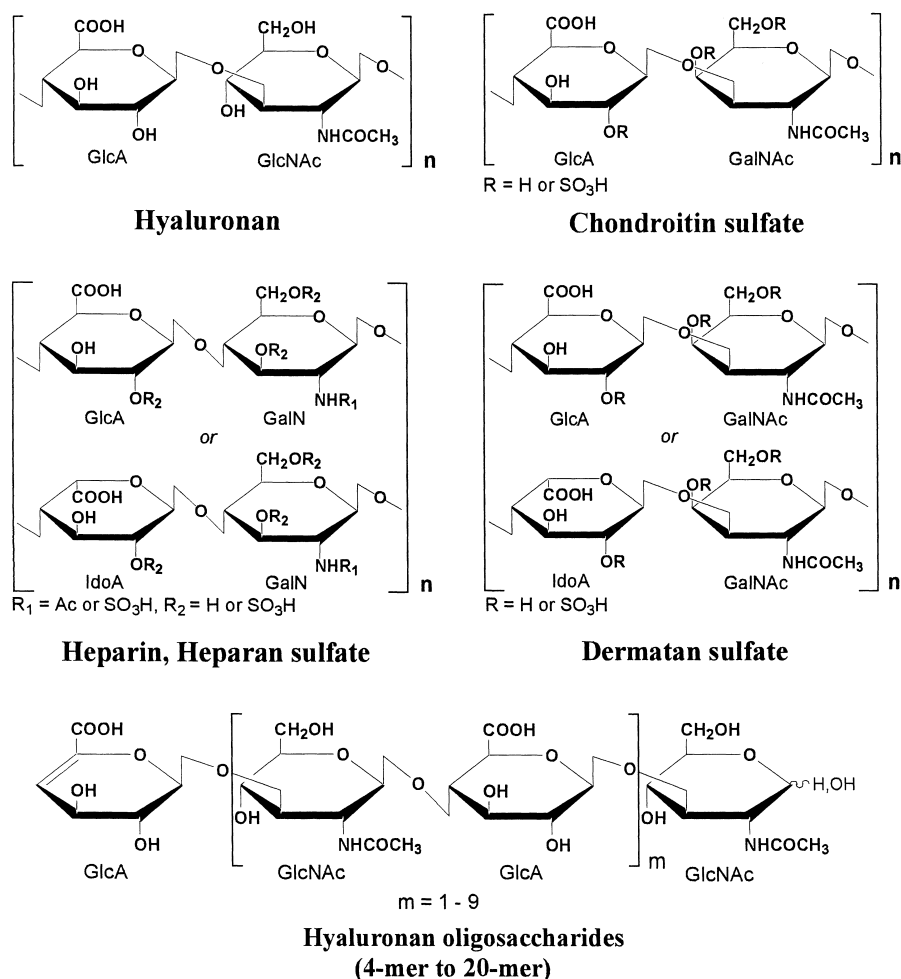 COOH O O CH2OH O O
OH OH
OH NHCOCH3
GlcA GlcNAc n
Hyaluronan
COOH O O OR CH2OR O O
OH
OR NHCOCH3
GlcA GalNAc n
R = H or SO3H
Chondroitin sulfate
COOH O O CH2OR2 O O
OH OR2
OR2 NHR1
GlcA GalN
or
CH2OR2
O O O O
COOH
OH OR2
OR2 NHR1
IdoA GalN n
R1 = Ac or SO3H, R2 = H or SO3H
Heparin, Heparan sulfate
COOH O O OR CH2OR O O
OH
OR NHCOCH3
GlcA GalNAc
or
CH2OR
O O OR O O
COOH
OH
OR NHCOCH3
IdoA GalNAc n
R = H or SO3H
Dermatan sulfate
COOH O O CH2OH O O COOH O O CH2OH O
OH OH OH OH H,OH
OH NHCOCH3 OH NHCOCH3
GlcA GlcNAc GlcA m GlcNAc
m = 1 - 9
Hyaluronan oligosaccharides
(4-mer to 20-mer)